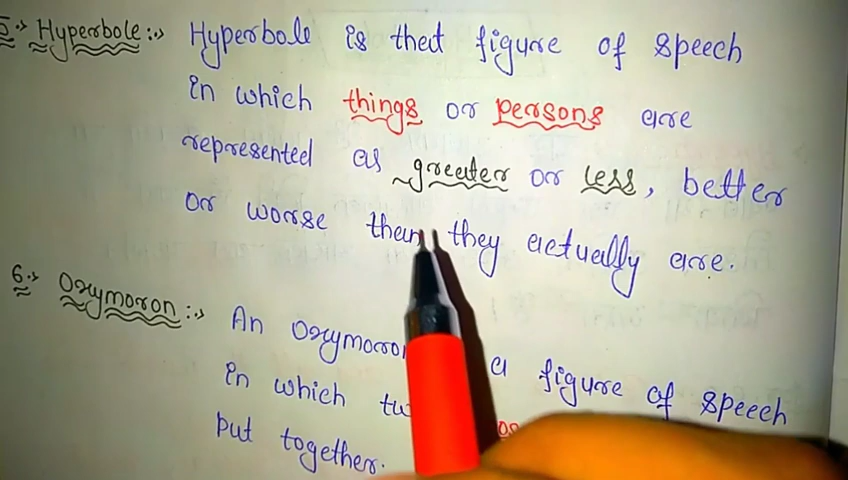 5.:- Hyperbole:-> Hyperbole is that figure of speech
in which things or persons are
represented as greater or less, better
or worse than they actually are.
6.:- Oxymoron:-> An oxymoron a figure of speech
in which
put together.